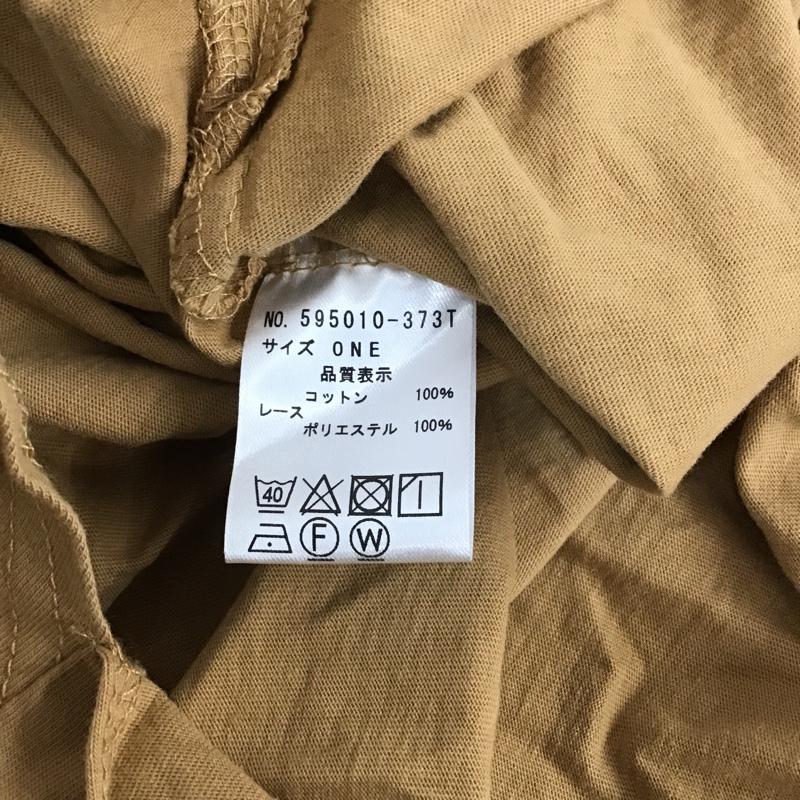 NO. 595010-373T
サイズ ONE
品質表示
コットン 100%
レース
ポリエステル 100%
40
F W